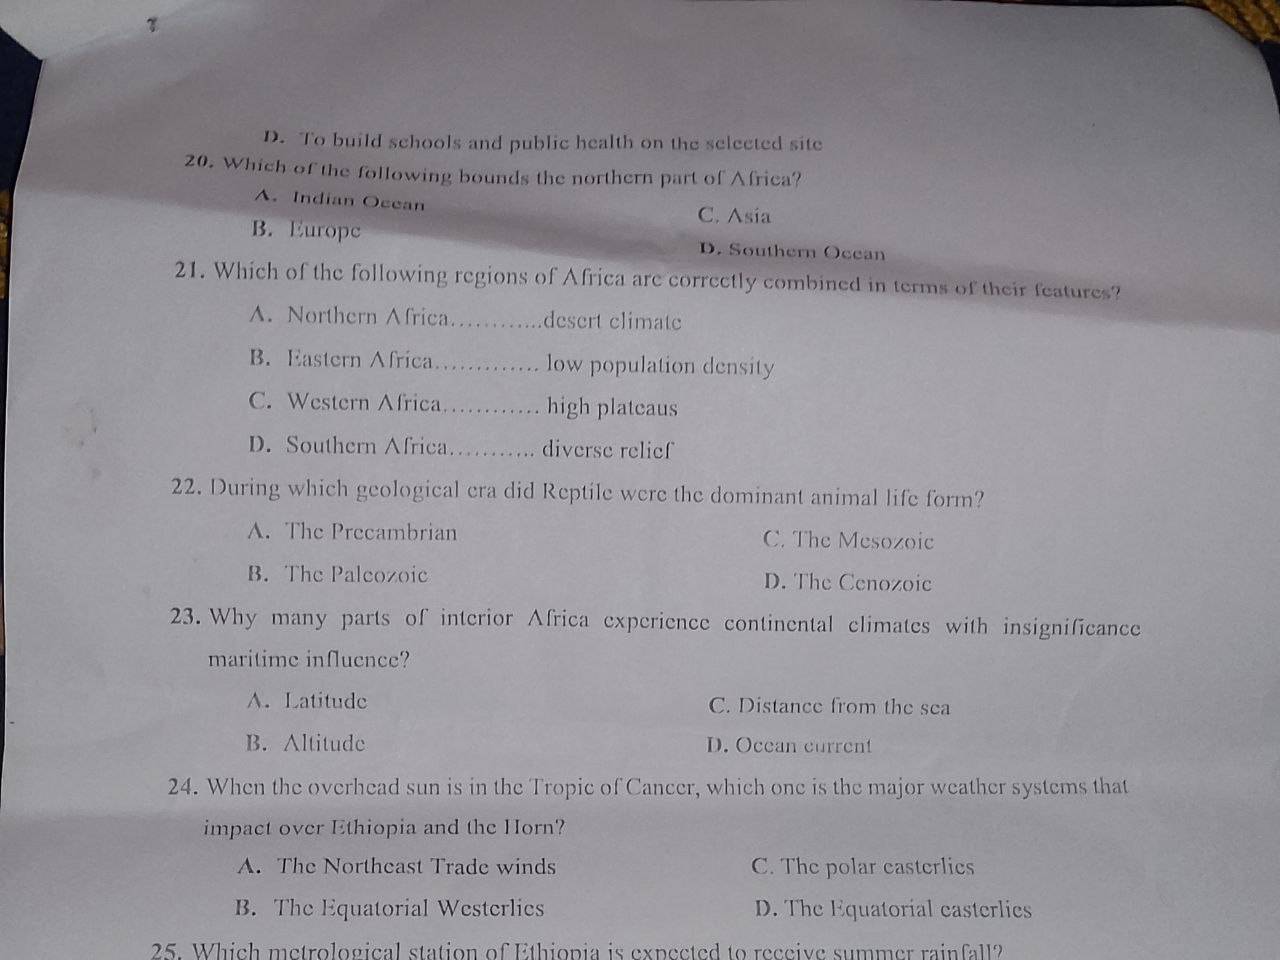 D. To build schools and public health on the selected site
20. Which of the following bounds the northern part of Africa?
A. Indian Ocean
C. Asia
B. Europe
D. Southern Ocean
21. Which of the following regions of Africa are correctly combined in terms of their features?
A. Northern Africa............desert climate
B. Eastern Africa............. low population density
C. Western Africa............ high plateaus
D. Southern Africa........... diverse relief
22. During which geological era did Reptile were the dominant animal life form?
A. The Precambrian
C. The Mesozoic
B. The Paleozoic
D. The Cenozoic
23. Why many parts of interior Africa experience continental climates with insignificance
maritime influence?
A. Latitude
C. Distance from the sea
B. Altitude
D. Ocean current
24. When the overhead sun is in the Tropic of Cancer, which one is the major weather systems that
impact over Ethiopia and the Horn?
A. The Northeast Trade winds
C. The polar easterlies
B. The Equatorial Westerlies
D. The Equatorial easterlies
25. Which metrological station of Ethiopia is expected to receive summer rainfall?